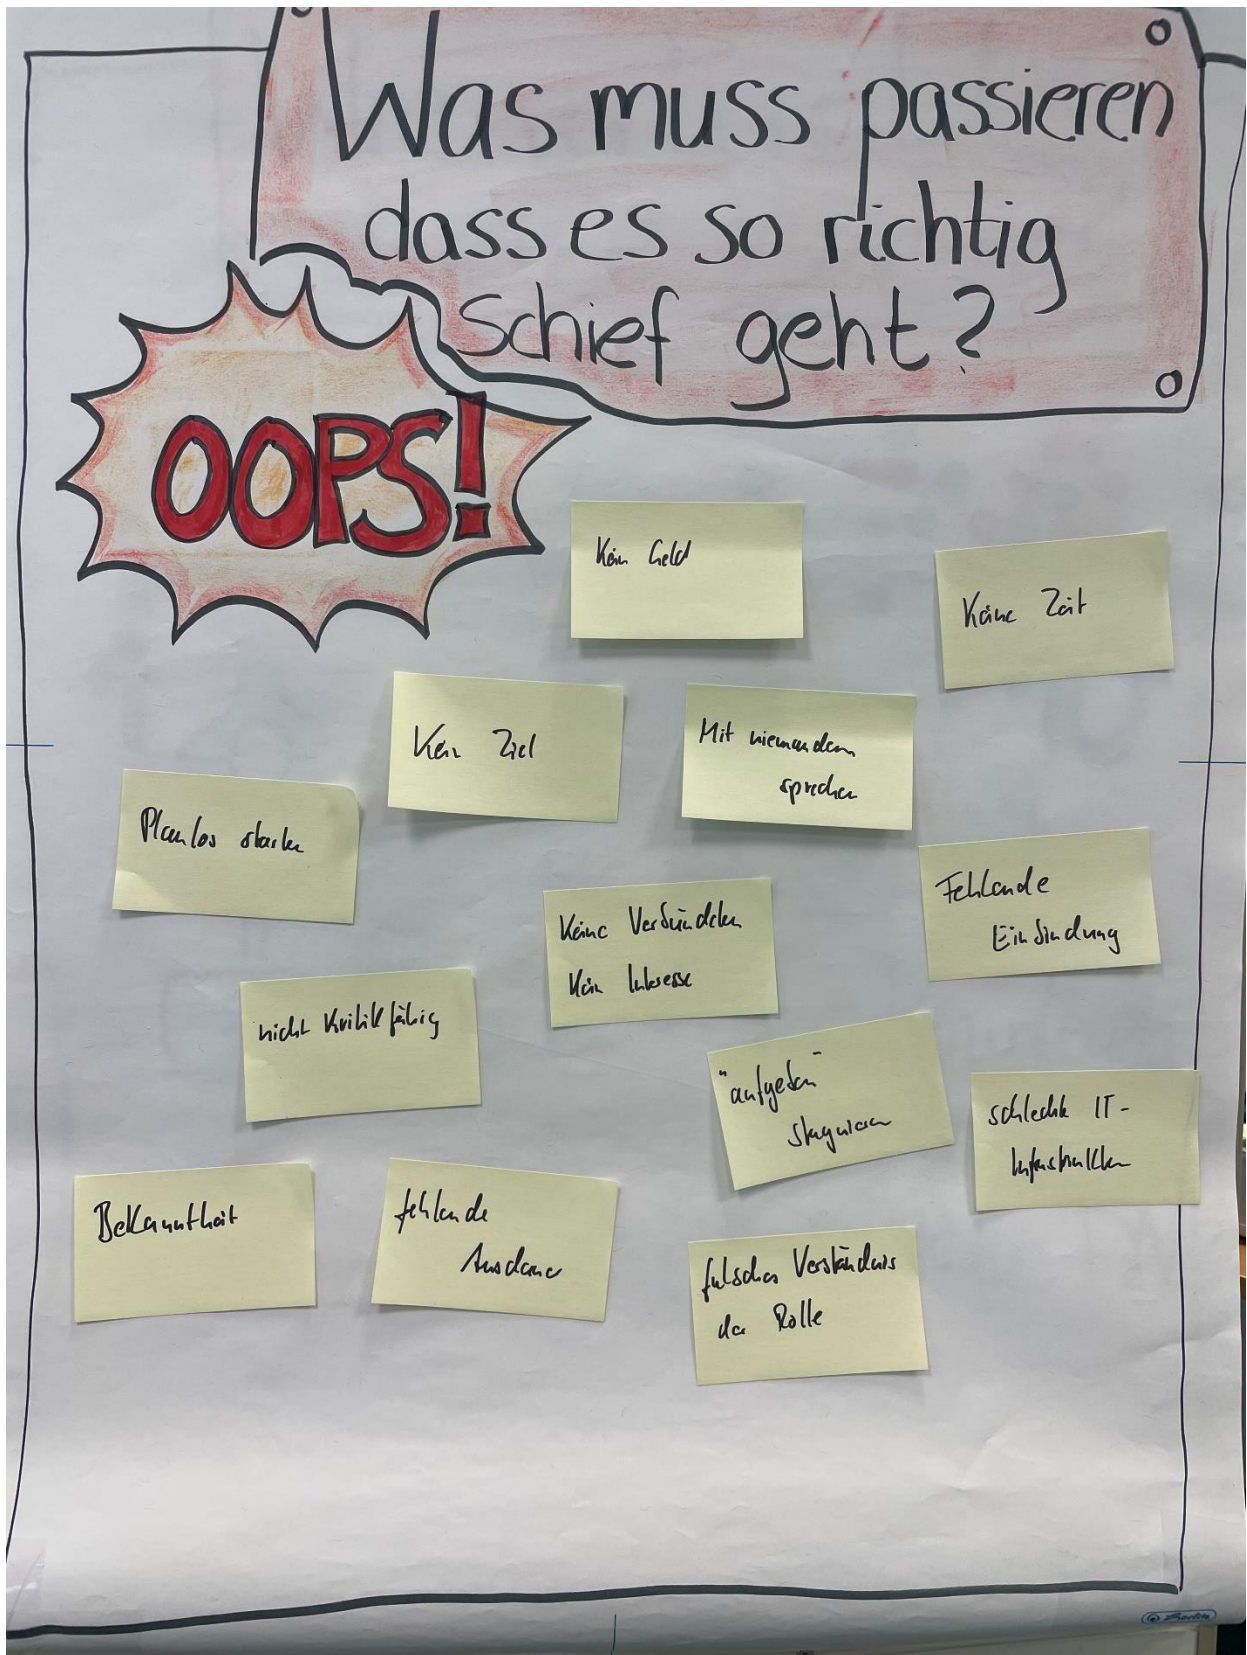 Was muss passieren
dass es so richtig
schief geht?
OOPS!
Kein Geld
Keine Zeit
Kein Ziel
Mit niemandem
sprechen
Planlos starten
Keine Verbündeten
Kein Interesse
Fehlende
Einbindung
nicht Kritikfähig
"aufgeben"
stagnieren
schlechte IT-
Infrastruktur
Bekanntheit
fehlende
Ausdauer
falsches Verständnis
der Rolle